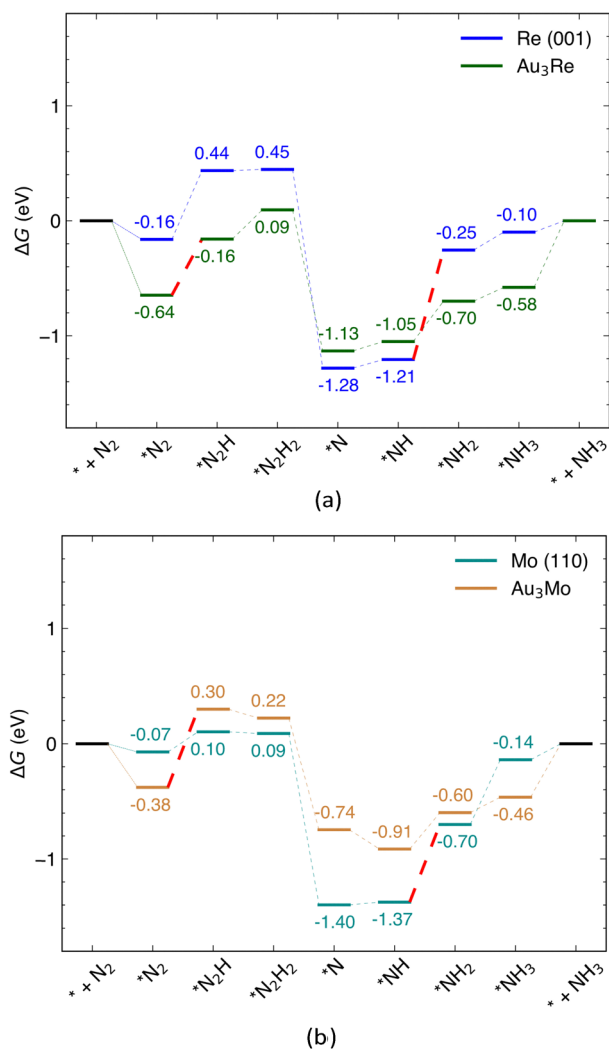 Re (001)
Au₃Re
1
0
−1
ΔG (eV)
0.44
0.45
-0.16
-0.16
0.09
-0.64
-1.13
-1.05
-1.28
-1.21
-0.25
-0.10
-0.70
-0.58
* + N₂
*N₂
*N₂H
*N₂H₂
*N
*NH
*NH₂
*NH₃
* + NH₃
(a)
Mo (110)
Au₃Mo
1
0
−1
ΔG (eV)
0.30
0.22
-0.07
0.10
0.09
-0.38
-0.74
-0.91
-1.40
-1.37
-0.60
-0.14
-0.70
-0.46
* + N₂
*N₂
*N₂H
*N₂H₂
*N
*NH
*NH₂
*NH₃
* + NH₃
(b)